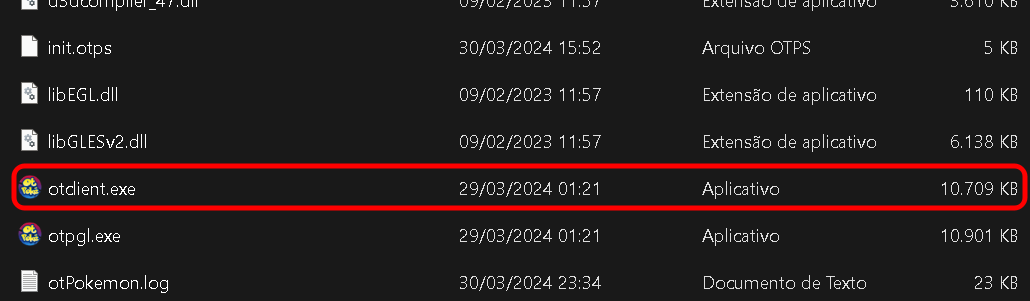 d3dcompiler_47.dll 09/02/2023 11:57 Extensão de aplicativo 3.610 KB
init.otps 30/03/2024 15:52 Arquivo OTPS 5 KB
libEGL.dll 09/02/2023 11:57 Extensão de aplicativo 110 KB
libGLESv2.dll 09/02/2023 11:57 Extensão de aplicativo 6.138 KB
otclient.exe 29/03/2024 01:21 Aplicativo 10.709 KB
otpgl.exe 29/03/2024 01:21 Aplicativo 10.901 KB
otPokemon.log 30/03/2024 23:34 Documento de Texto 23 KB